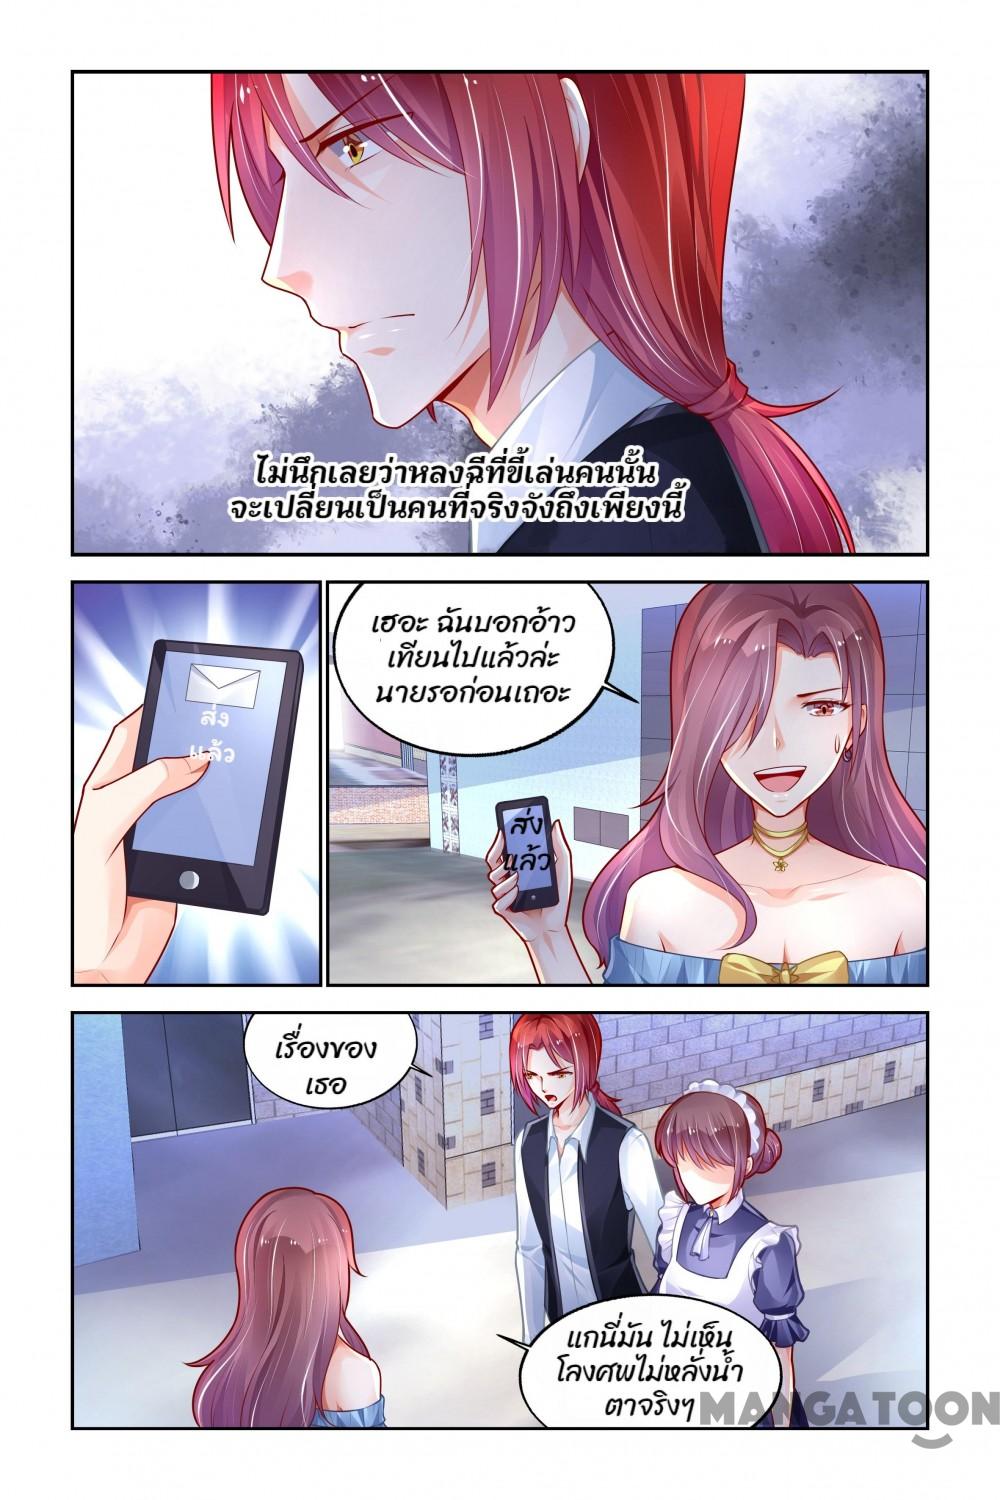 ไม่นึกเลยว่าหลงฉีที่ขี้เล่นคนนั้น
จะเปลี่ยนเป็นคนที่จริงจังถึงเพียงนี้
ส่ง
แล้ว
เฮอะ ฉันบอกอ้าว
เทียนไปแล้วล่ะ
นายรอก่อนเถอะ
ส่ง
แล้ว
เรื่องของ
เธอ
แกนี่มัน ไม่เห็น
โลงศพไม่หลั่งน้ำ
ตาจริงๆ
MANGATOON